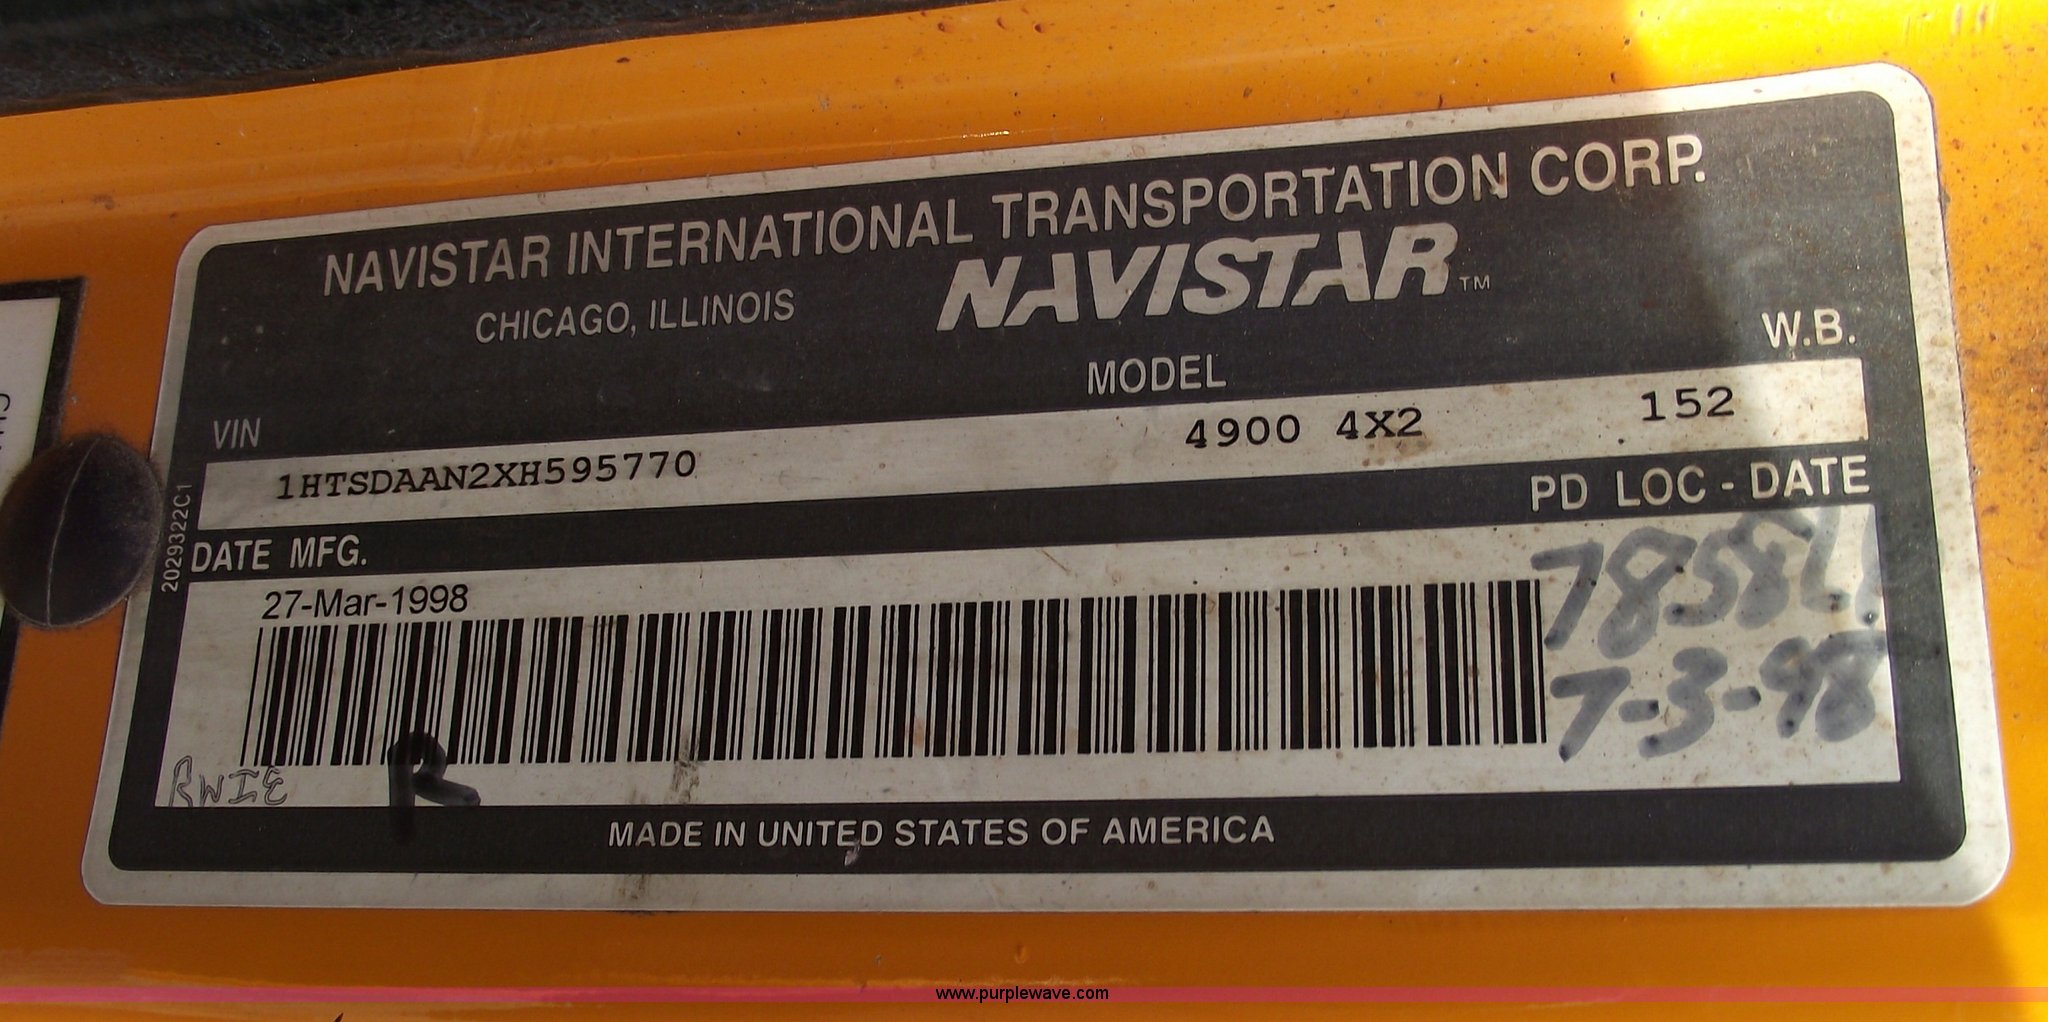 NAVISTAR INTERNATIONAL TRANSPORTATION CORP.
CHICAGO, ILLINOIS
NAVISTAR™
VIN
MODEL
W.B.
1HTSDAAN2XH595770
4900 4X2
152
2029322C1
DATE MFG.
PD LOC - DATE
27-Mar-1998
7-3-98
RWIE
R
MADE IN UNITED STATES OF AMERICA
www.purplewave.com